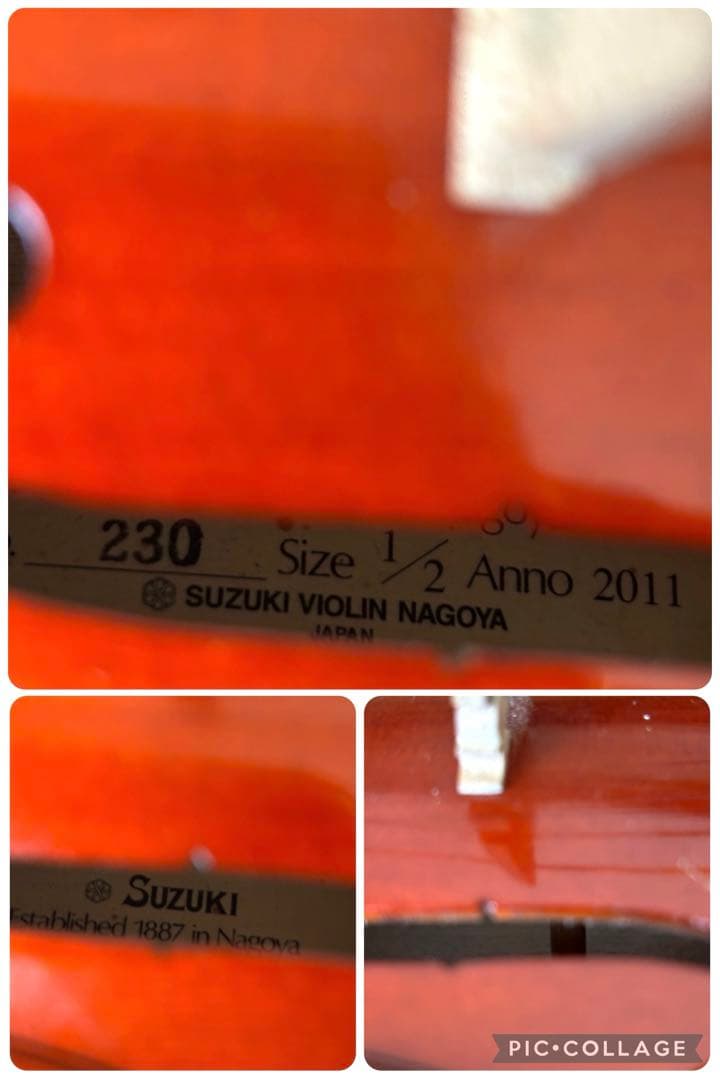 230 Size 1/2 Anno 2011
SUZUKI VIOLIN NAGOYA
JAPAN
SUZUKI
Established 1887 in Nagoya
PIC•COLLAGE